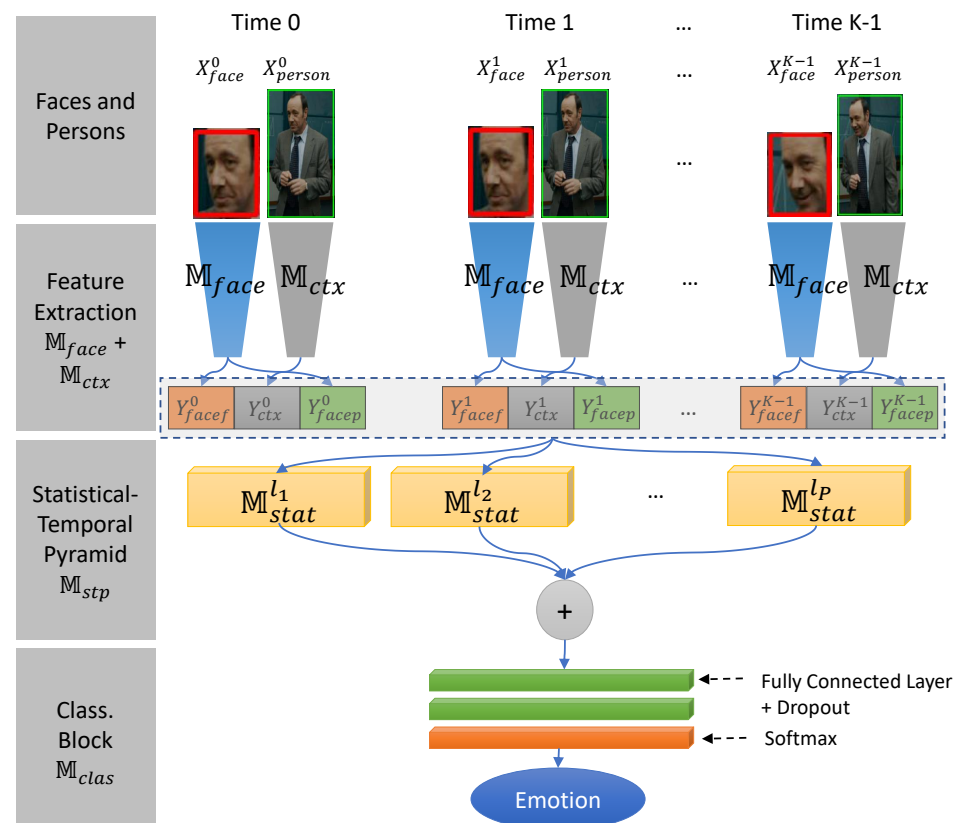 Time 0 Time 1 ... Time K-1
X^0_face X^0_person X^1_face X^1_person ... X^{K-1}_face X^{K-1}_person
Faces and
Persons
...
Feature
Extraction
𝕄_face +
𝕄_ctx
𝕄_face 𝕄_ctx 𝕄_face 𝕄_ctx ... 𝕄_face 𝕄_ctx
Y^0_facef Y^0_ctx Y^0_facep Y^1_facef Y^1_ctx Y^1_facep ... Y^{K-1}_facef Y^{K-1}_ctx Y^{K-1}_facep
Statistical-
Temporal
Pyramid
𝕄_stp
𝕄^{l_1}_stat 𝕄^{l_2}_stat ... 𝕄^{l_P}_stat
+
Class.
Block
𝕄_clas
Fully Connected Layer
+ Dropout
Softmax
Emotion